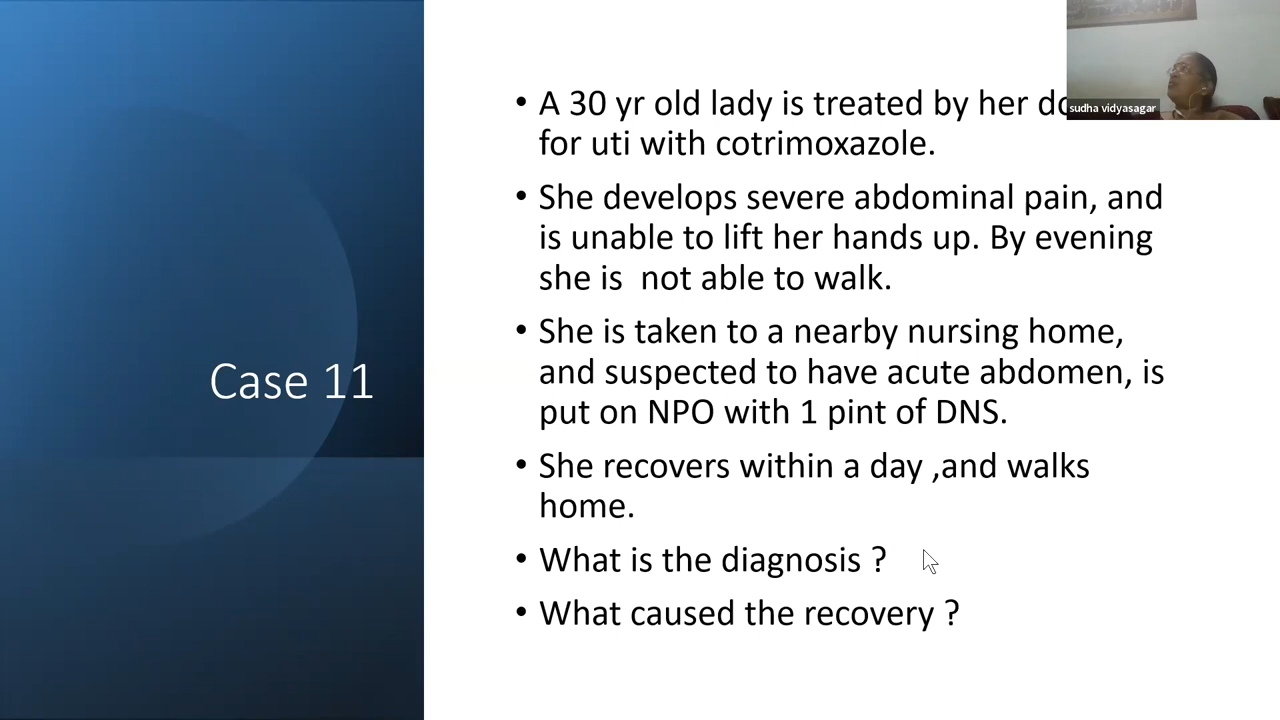 Case 11
• A 30 yr old lady is treated by her
for uti with cotrimoxazole.
• She develops severe abdominal pain, and
is unable to lift her hands up. By evening
she is  not able to walk.
• She is taken to a nearby nursing home,
and suspected to have acute abdomen, is
put on NPO with 1 pint of DNS.
• She recovers within a day ,and walks
home.
• What is the diagnosis ?
• What caused the recovery ?
sudha vidyasagar